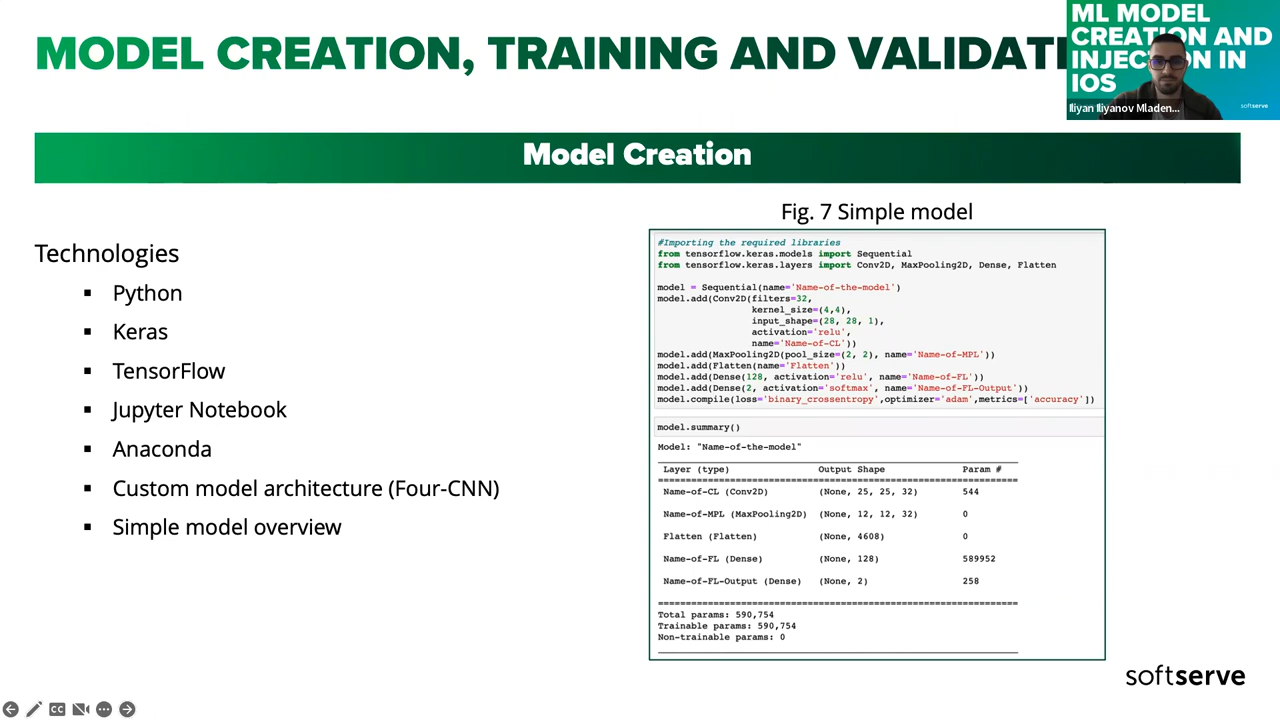 MODEL CREATION, TRAINING AND VALIDATI
ML MODEL
CREATION AND
INJECTION IN
IOS
Iliyan Iliyanov Mladen...
softserve
Model Creation
Technologies
▪ Python
▪ Keras
▪ TensorFlow
▪ Jupyter Notebook
▪ Anaconda
▪ Custom model architecture (Four-CNN)
▪ Simple model overview
Fig. 7 Simple model
#Importing the required libraries
from tensorflow.keras.models import Sequential
from tensorflow.keras.layers import Conv2D, MaxPooling2D, Dense, Flatten
model = Sequential(name='Name-of-the-model')
model.add(Conv2D(filters=32,
kernel_size=(4,4),
input_shape=(28, 28, 1),
activation='relu',
name='Name-of-CL'))
model.add(MaxPooling2D(pool_size=(2, 2), name='Name-of-MPL'))
model.add(Flatten(name='Flatten'))
model.add(Dense(128, activation='relu', name='Name-of-FL'))
model.add(Dense(2, activation='softmax', name='Name-of-FL-Output'))
model.compile(loss='binary_crossentropy',optimizer='adam',metrics=['accuracy'])
model.summary()
Model: "Name-of-the-model"
Layer (type) Output Shape Param #
Name-of-CL (Conv2D) (None, 25, 25, 32) 544
Name-of-MPL (MaxPooling2D) (None, 12, 12, 32) 0
Flatten (Flatten) (None, 4608) 0
Name-of-FL (Dense) (None, 128) 589952
Name-of-FL-Output (Dense) (None, 2) 258
Total params: 590,754
Trainable params: 590,754
Non-trainable params: 0
softserve
CC